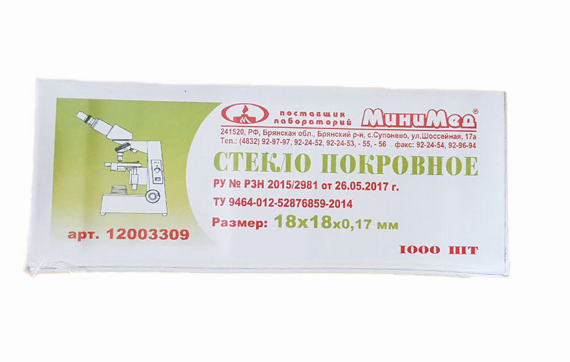 поставщик лабораторий МиниМед®
241520, РФ, Брянская обл., Брянский р-н, с.Супонево, ул.Шоссейная, 17а
Тел.: (4832) 92-97-97, 92-24-52, 92-24-53, - 55, - 56 факс: 92-24-54, 92-96-94
СТЕКЛО ПОКРОВНОЕ
РУ № РЗН 2015/2981 от 26.05.2017 г.
ТУ 9464-012-52876859-2014
Размер: 18х18х0,17 мм
арт. 12003309
1000 ШТ